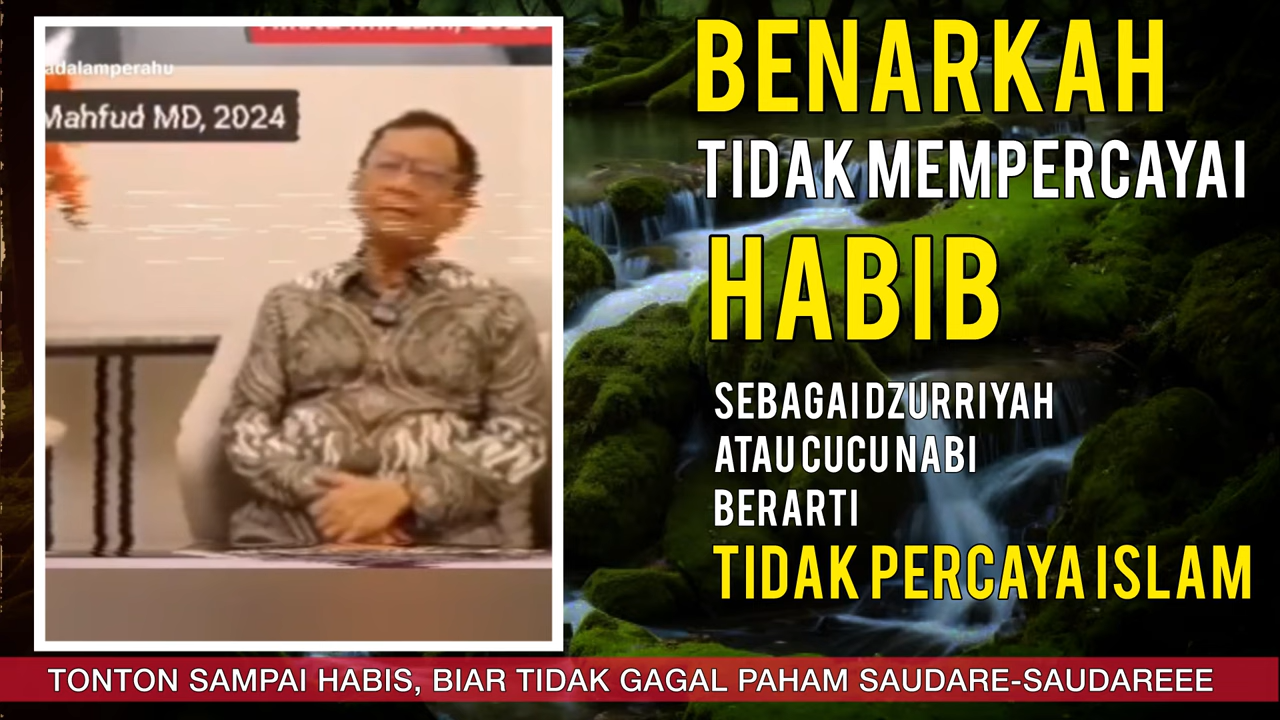 adalamperahu
Mahfud MD, 2024
BENARKAH
TIDAK MEMPERCAYAI
HABIB
SEBAGAI DZURRIYAH
ATAU CUCU NABI
BERARTI
TIDAK PERCAYA ISLAM
TONTON SAMPAI HABIS, BIAR TIDAK GAGAL PAHAM SAUDARE-SAUDAREEE